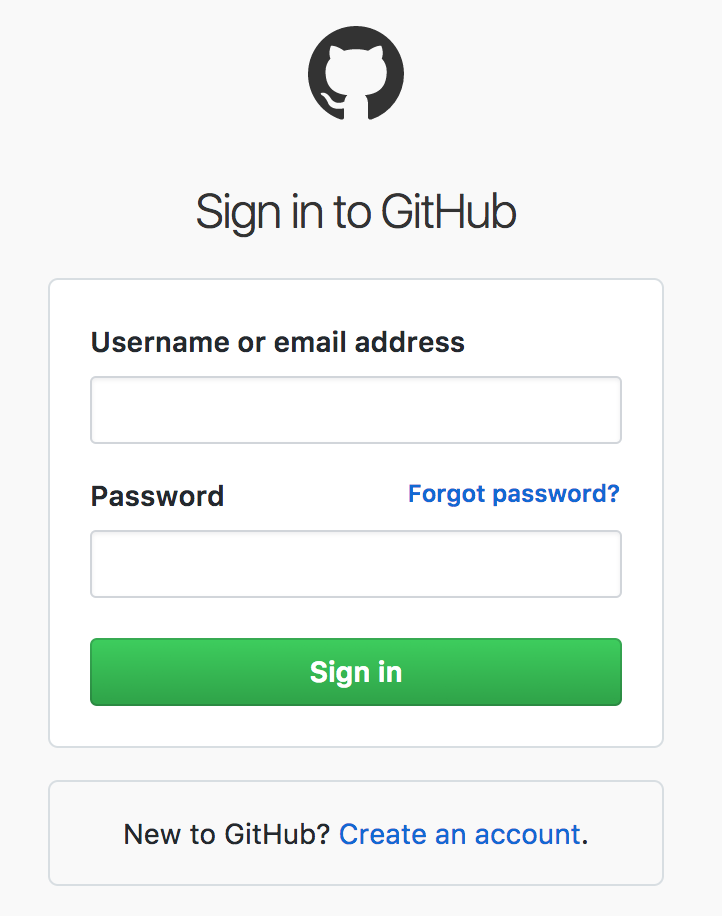 Sign in to GitHub
Username or email address
Password Forgot password?
Sign in
New to GitHub? Create an account.